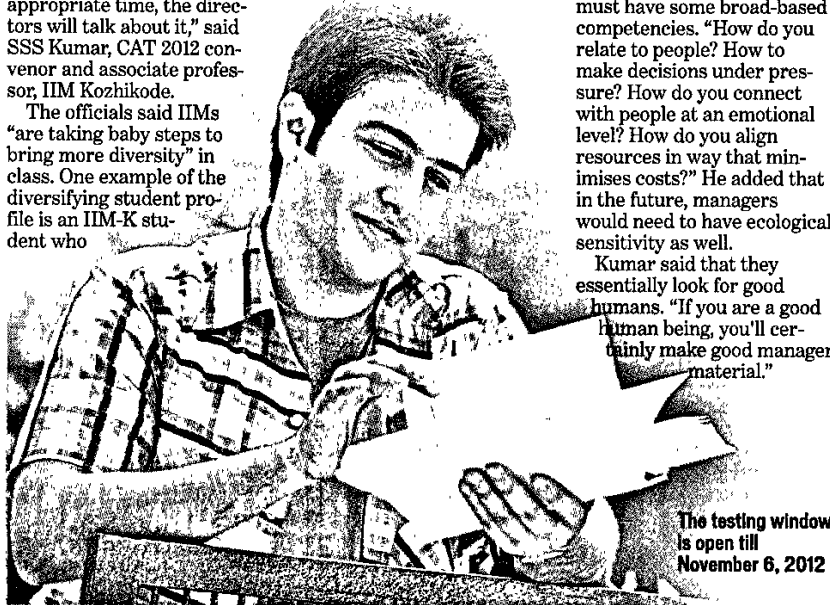 appropriate time, the direc-
tors will talk about it,” said
SSS Kumar, CAT 2012 con-
venor and associate profes-
sor, IIM Kozhikode.
The officials said IIMs
“are taking baby steps to
bring more diversity” in
class. One example of the
diversifying student pro-
file is an IIM-K stu-
dent who
must have some broad-based
competencies. “How do you
relate to people? How to
make decisions under pres-
sure? How do you connect
with people at an emotional
level? How do you align
resources in way that min-
imises costs?” He added that
in the future, managers
would need to have ecological
sensitivity as well.
Kumar said that they
essentially look for good
humans. “If you are a good
human being, you'll cer-
tainly make good manager
material.”
The testing window
is open till
November 6, 2012